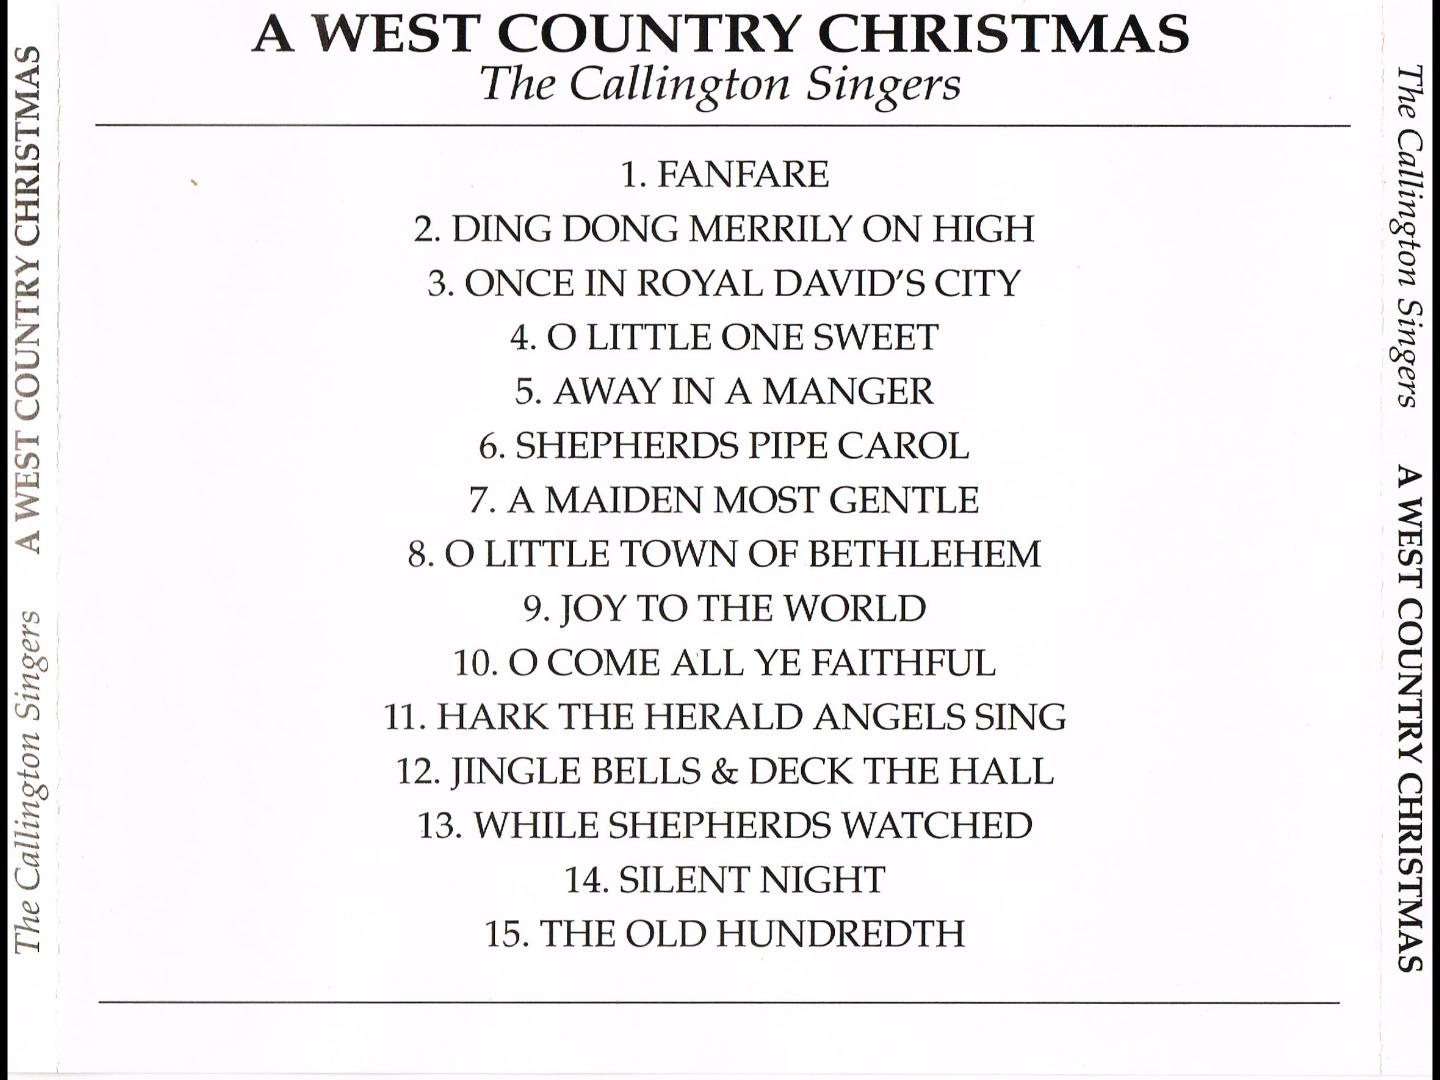 A WEST COUNTRY CHRISTMAS
The Callington Singers
1. FANFARE
2. DING DONG MERRILY ON HIGH
3. ONCE IN ROYAL DAVID'S CITY
4. O LITTLE ONE SWEET
5. AWAY IN A MANGER
6. SHEPHERDS PIPE CAROL
7. A MAIDEN MOST GENTLE
8. O LITTLE TOWN OF BETHLEHEM
9. JOY TO THE WORLD
10. O COME ALL YE FAITHFUL
11. HARK THE HERALD ANGELS SING
12. JINGLE BELLS & DECK THE HALL
13. WHILE SHEPHERDS WATCHED
14. SILENT NIGHT
15. THE OLD HUNDREDTH
The Callington Singers A WEST COUNTRY CHRISTMAS
The Callington Singers A WEST COUNTRY CHRISTMAS